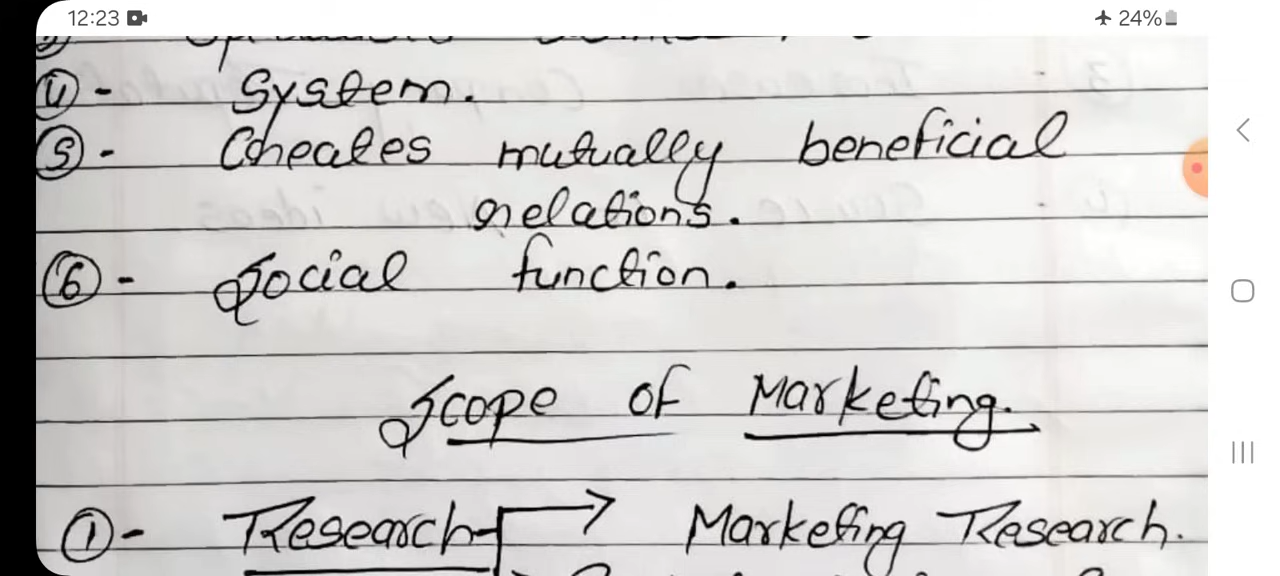 12:23 24%
④- System.
⑤- Creates mutually beneficial
relations.
⑥- Social function.
Scope of Marketing.
①- Research → Marketing Research.